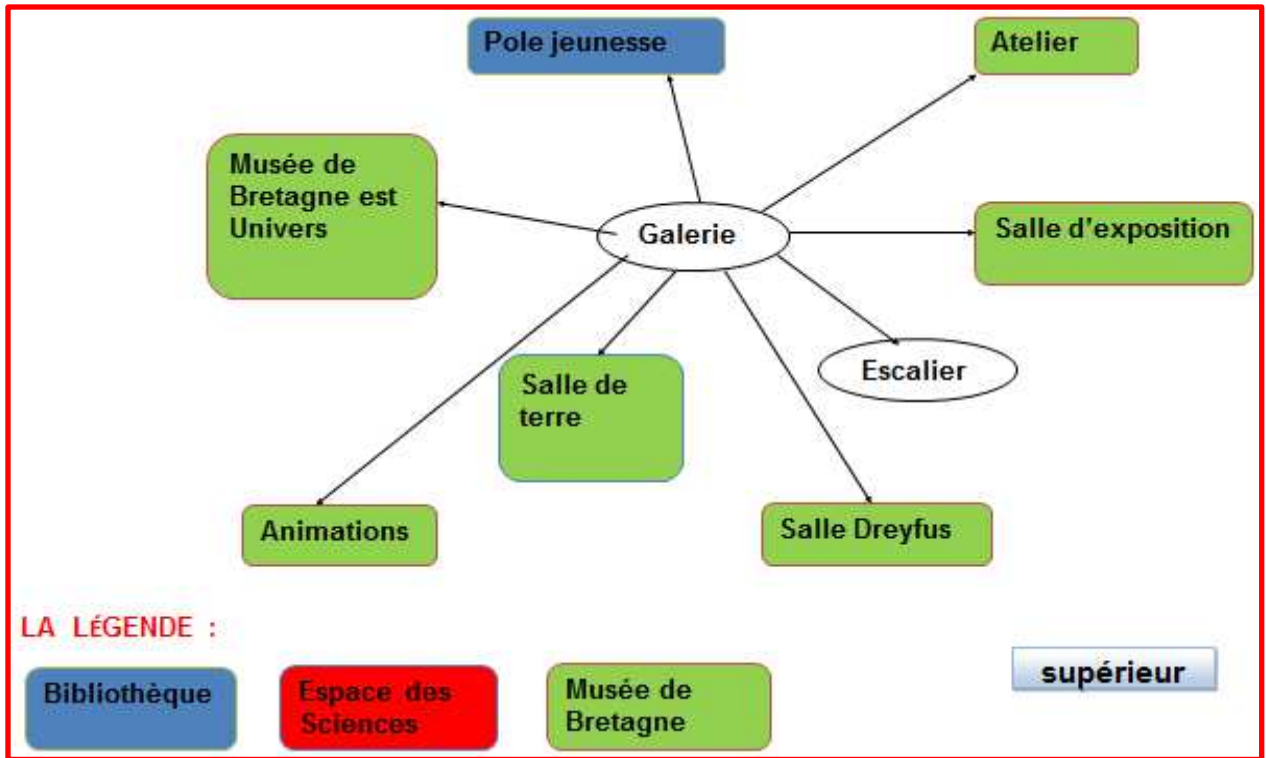 Pole jeunesse
Atelier
Musée de
Bretagne est
Univers
Galerie
Salle d'exposition
Escalier
Salle de
terre
Animations
Salle Dreyfus
LA LÉGENDE :
Bibliothèque
Espace des
Sciences
Musée de
Bretagne
supérieur